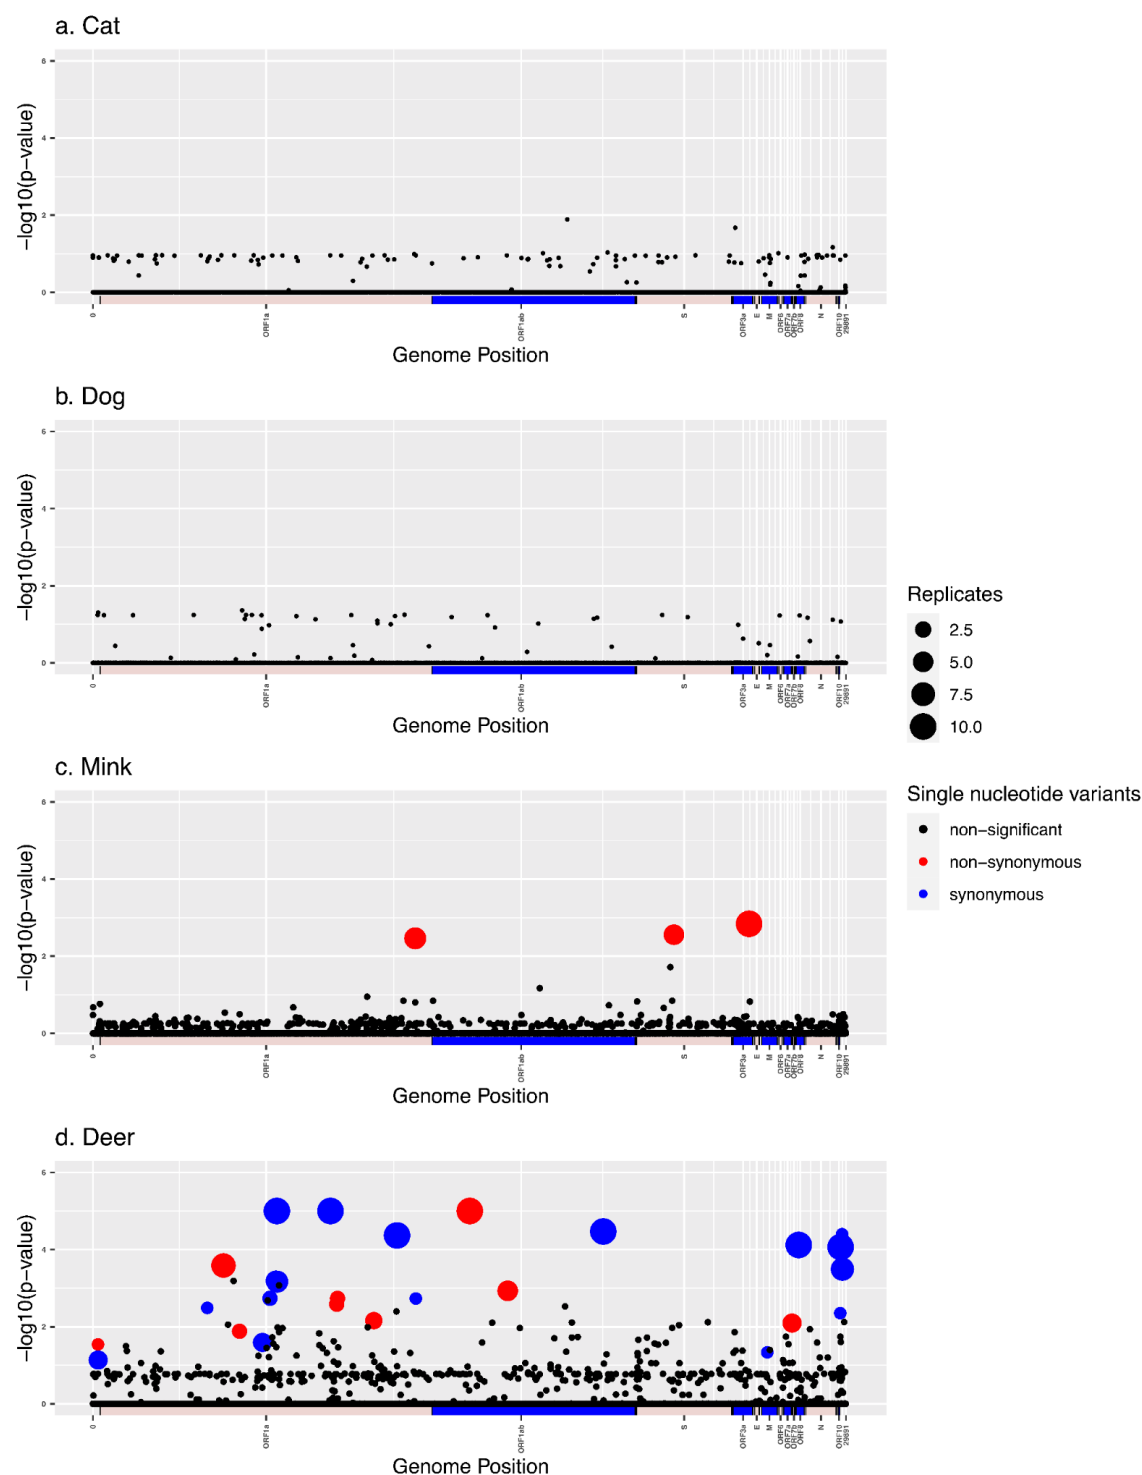 a. Cat
−log10(p−value)
6
4
2
0
0
ORF1a
ORF1ab
S
ORF3a
E
M
ORF6
ORF7a
ORF7b
ORF8
N
ORF10
29891
Genome Position
b. Dog
−log10(p−value)
6
4
2
0
0
ORF1a
ORF1ab
S
ORF3a
E
M
ORF6
ORF7a
ORF7b
ORF8
N
ORF10
29891
Genome Position
Replicates
2.5
5.0
7.5
10.0
c. Mink
−log10(p−value)
6
4
2
0
0
ORF1a
ORF1ab
S
ORF3a
E
M
ORF6
ORF7a
ORF7b
ORF8
N
ORF10
29891
Genome Position
Single nucleotide variants
non−significant
non−synonymous
synonymous
d. Deer
−log10(p−value)
6
4
2
0
0
ORF1a
ORF1ab
S
ORF3a
E
M
ORF6
ORF7a
ORF7b
ORF8
N
ORF10
29891
Genome Position